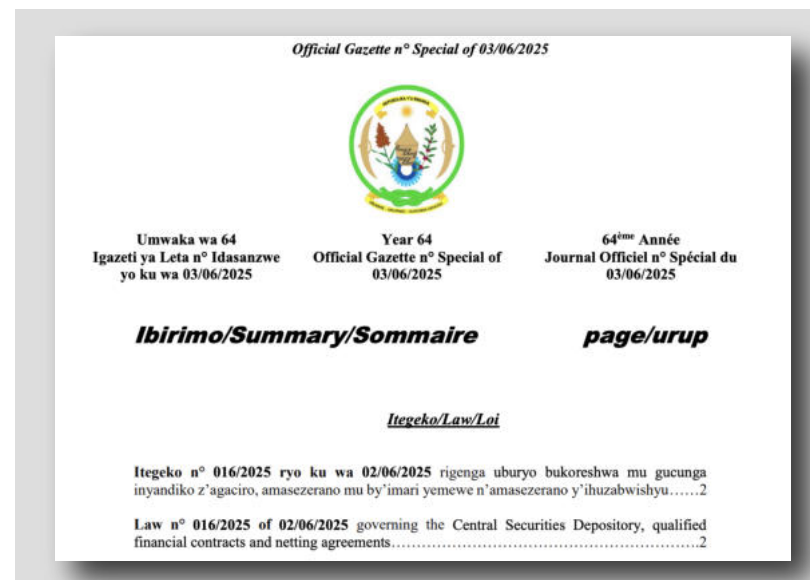 Official Gazette n° Special of 03/06/2025
Umwaka wa 64
Igazeti ya Leta n° Idasanzwe
yo ku wa 03/06/2025
Year 64
Official Gazette n° Special of
03/06/2025
64ème Année
Journal Officiel n° Spécial du
03/06/2025
Ibirimo/Summary/Sommaire page/urup
Itegeko/Law/Loi
Itegeko n° 016/2025 ryo ku wa 02/06/2025 rigenga uburyo bukoreshwa mu gucunga
inyandiko z’agaciro, amasezerano mu by’imari yemewe n’amasezerano y’ihuzabwishyu……2
Law n° 016/2025 of 02/06/2025 governing the Central Securities Depository, qualified
financial contracts and netting agreements……………………………………………………….2